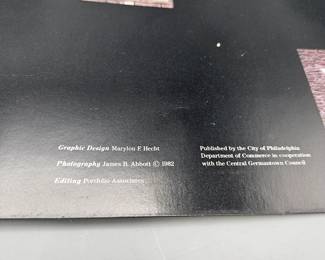 Graphic Design Marylou F. Hecht
Photography James B. Abbott © 1982
Editing Portfolio Associates
Published by the City of Philadelphia
Department of Commerce in cooperation
with the Central Germantown Council